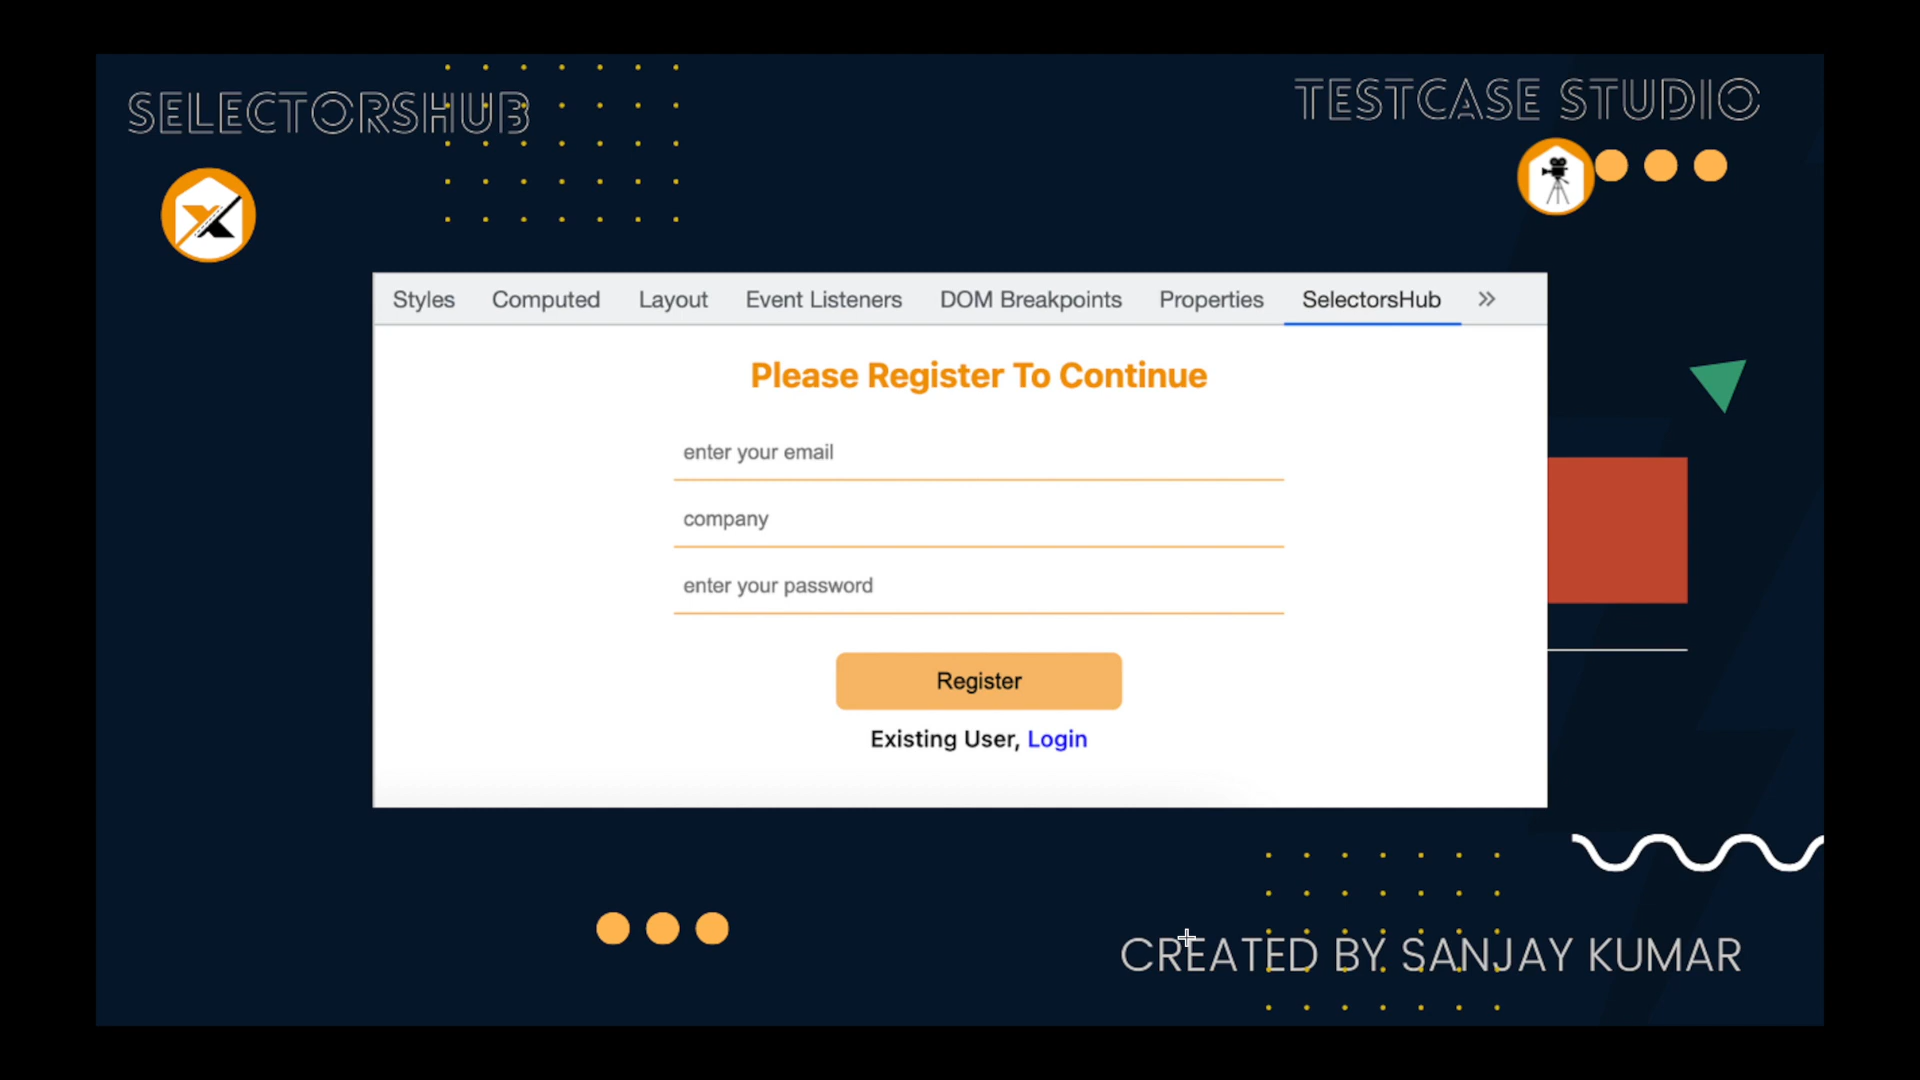 SELECTORSHUB
TESTCASE STUDIO
Styles Computed Layout Event Listeners DOM Breakpoints Properties SelectorsHub »
Please Register To Continue
enter your email
company
enter your password
Register
Existing User, Login
CREATED BY SANJAY KUMAR